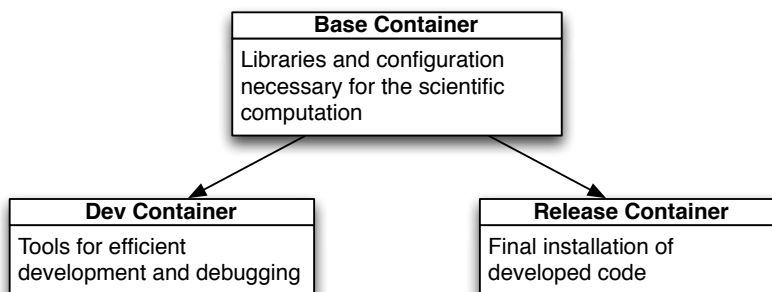 Base Container
Libraries and configuration
necessary for the scientific
computation
Dev Container
Tools for efficient
development and debugging
Release Container
Final installation of
developed code